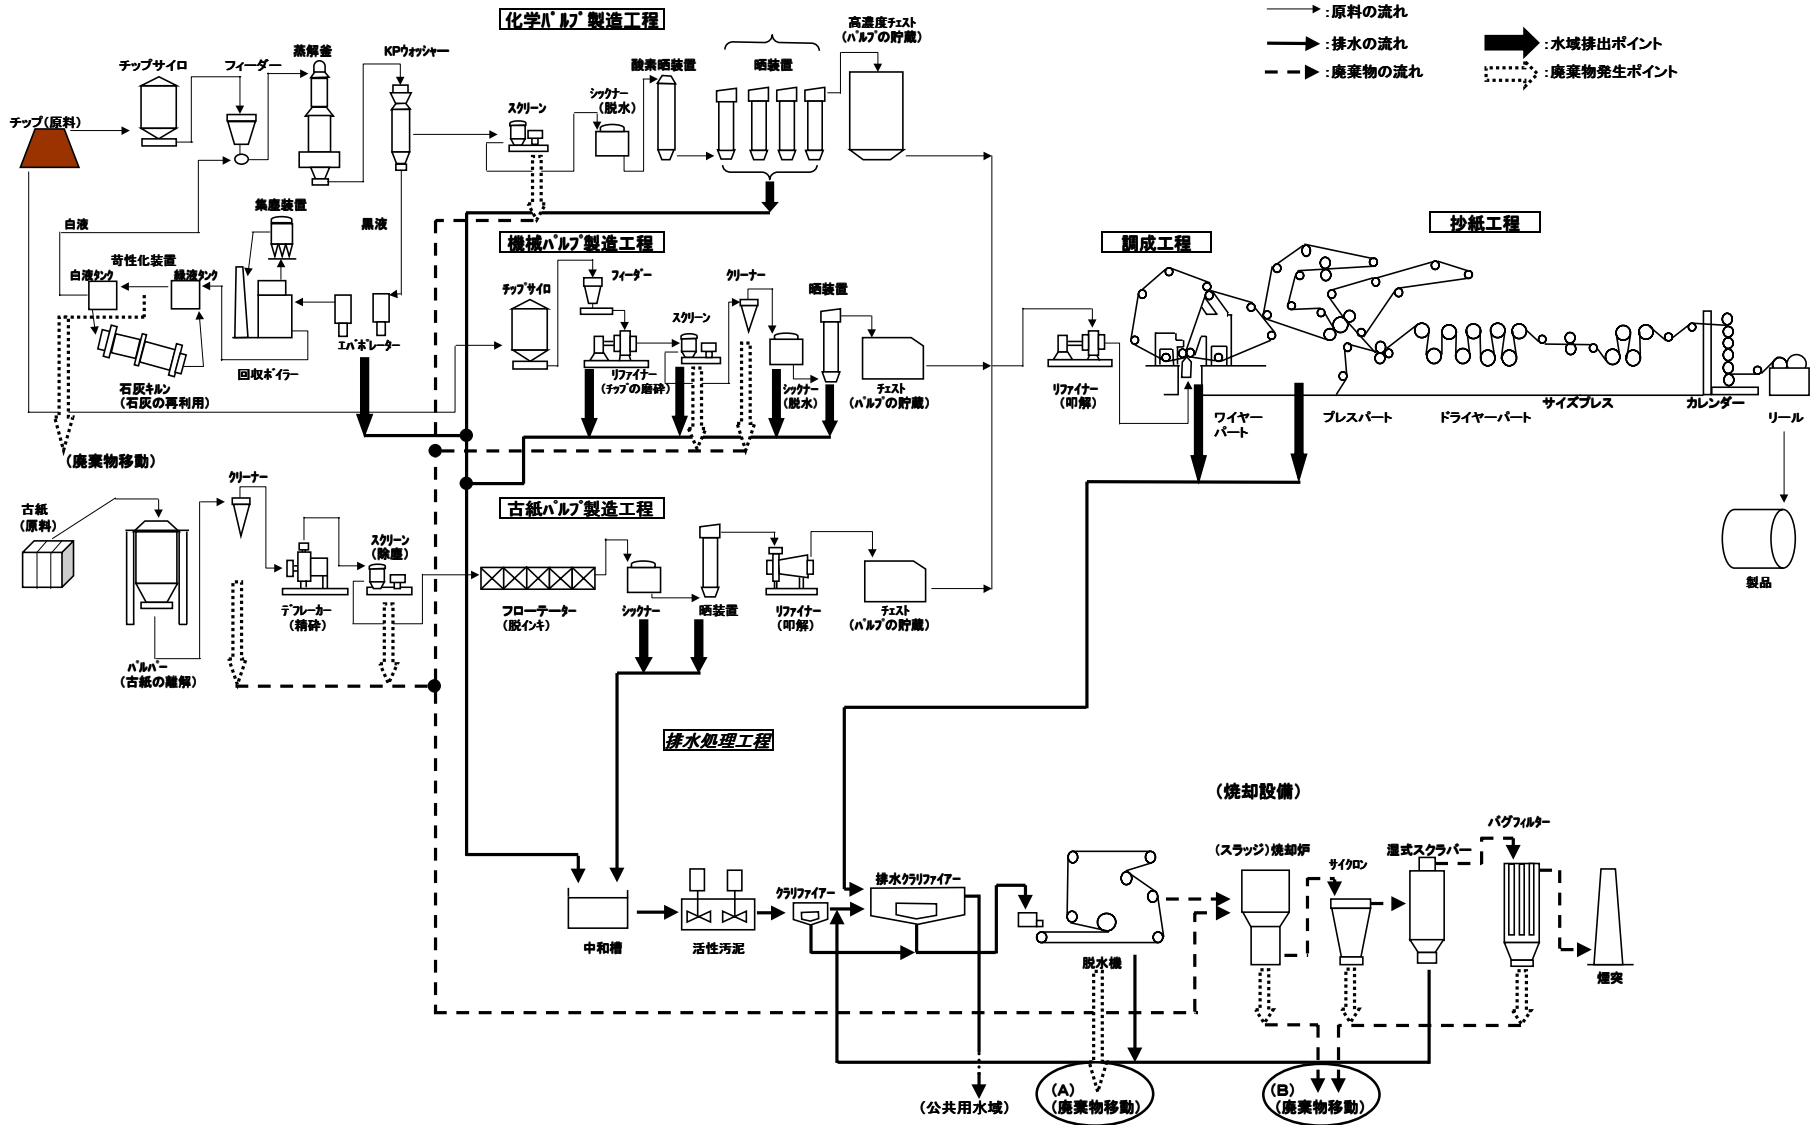 化学パルプ製造工程
：原料の流れ
：排水の流れ
：水域排出ポイント
：廃棄物の流れ
：廃棄物発生ポイント
高濃度チェスト
（パルプの貯蔵）
蒸解釜
KPウォッシャー
チップサイロ
フィーダー
酸素晒装置
晒装置
シックナー
（脱水）
スクリーン
チップ（原料）
集塵装置
白液
黒液
苛性化装置
白液タンク
緑液タンク
エバポレーター
回収ボイラー
石灰キルン
（石灰の再利用）
（廃棄物移動）
機械パルプ製造工程
フィーダー
クリーナー
チップサイロ
晒装置
スクリーン
リファイナー
（チップの磨砕）
シックナー
（脱水）
チェスト
（パルプの貯蔵）
調成工程
抄紙工程
リファイナー
（叩解）
ワイヤー
パート
プレスパート
ドライヤーパート
サイズプレス
カレンダー
リール
製品
クリーナー
古紙
（原料）
スクリーン
（除塵）
デフレーカー
（精砕）
パルパー
（古紙の離解）
古紙パルプ製造工程
フローテーター
（脱インキ）
シックナー
晒装置
リファイナー
（叩解）
チェスト
（パルプの貯蔵）
排水処理工程
（焼却設備）
バグフィルター
（スラッジ）焼却炉
サイクロン
湿式スクラバー
クラリファイアー
排水クラリファイアー
中和槽
活性汚泥
脱水機
煙突
（公共用水域）
（A）
（廃棄物移動）
（B）
（廃棄物移動）